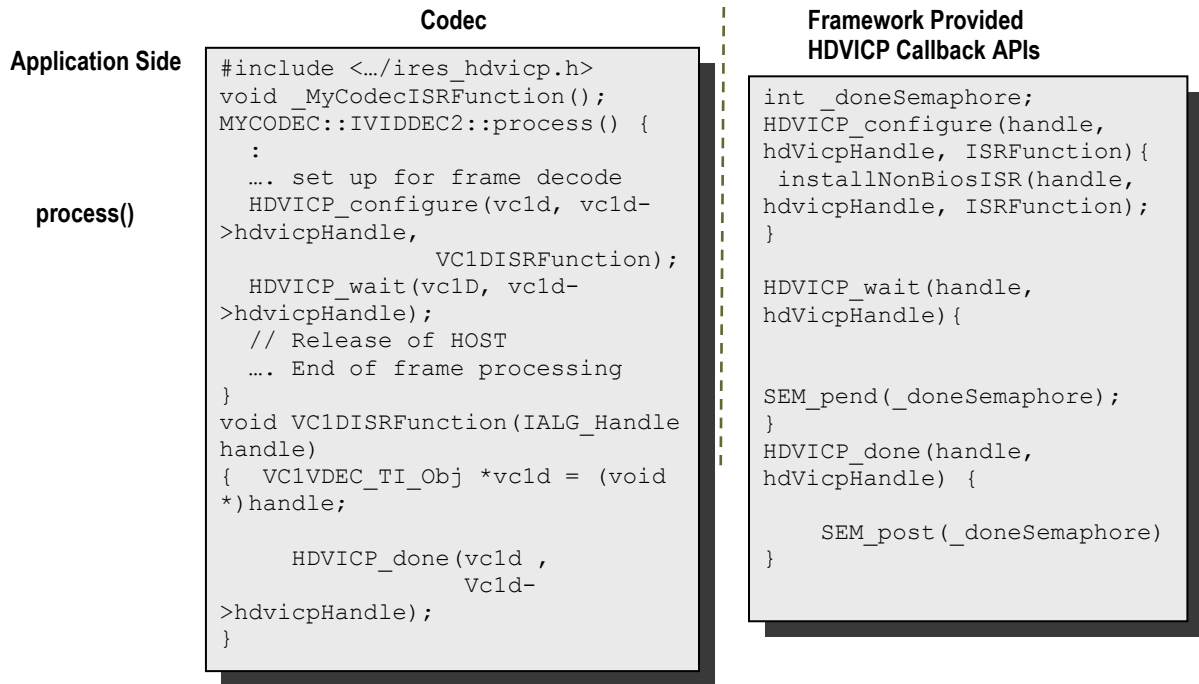 Codec
Framework Provided
HDVICP Callback APIs
Application Side
process()
#include <…/ires_hdvicp.h>
void _MyCodecISRFunction();
MYCODEC::IVIDDEC2::process() {
:
…. set up for frame decode
HDVICP_configure(vc1d, vc1d-
>hdvicpHandle,
VC1DISRFunction);
HDVICP_wait(vc1D, vc1d-
>hdvicpHandle);
// Release of HOST
…. End of frame processing
}
void VC1DISRFunction(IALG_Handle
handle)
{ VC1VDEC_TI_Obj *vc1d = (void
*)handle;
HDVICP_done(vc1d ,
Vc1d-
>hdvicpHandle);
}
int _doneSemaphore;
HDVICP_configure(handle,
hdVicpHandle, ISRFunction){
installNonBiosISR(handle,
hdvicpHandle, ISRFunction);
}
HDVICP_wait(handle,
hdVicpHandle){
SEM_pend(_doneSemaphore);
}
HDVICP_done(handle,
hdVicpHandle) {
SEM_post(_doneSemaphore)
}